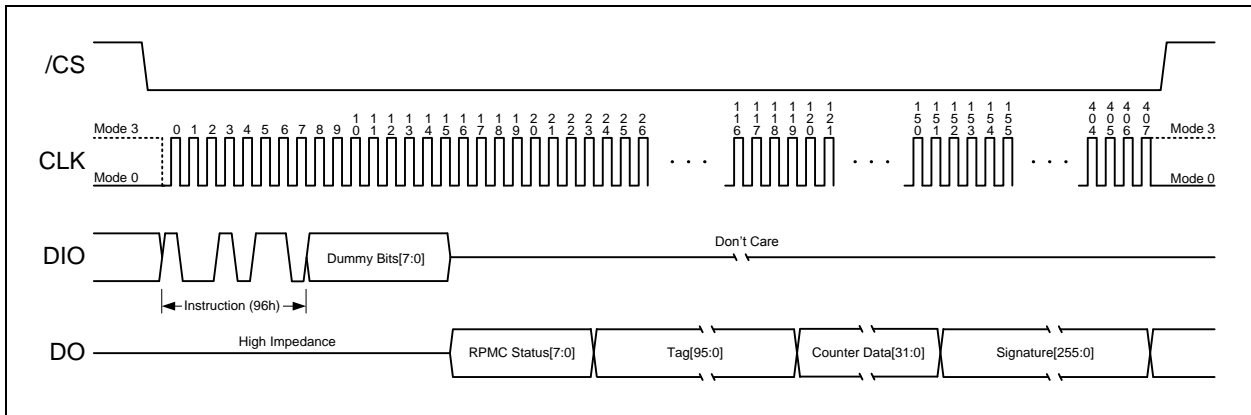 /CS
Mode 3
0 1 2 3 4 5 6 7 8 9 10 11 12 13 14 15 16 17 18 19 20 21 22 23 24 25 26 . . . 116 117 118 119 120 121 . . . 150 151 152 153 154 155 . . . 404 405 406 407
Mode 3
CLK
Mode 0
Mode 0
DIO
Dummy Bits[7:0]
Don't Care
Instruction (96h)
DO
High Impedance
RPMC Status[7:0]
Tag[95:0]
Counter Data[31:0]
Signature[255:0]